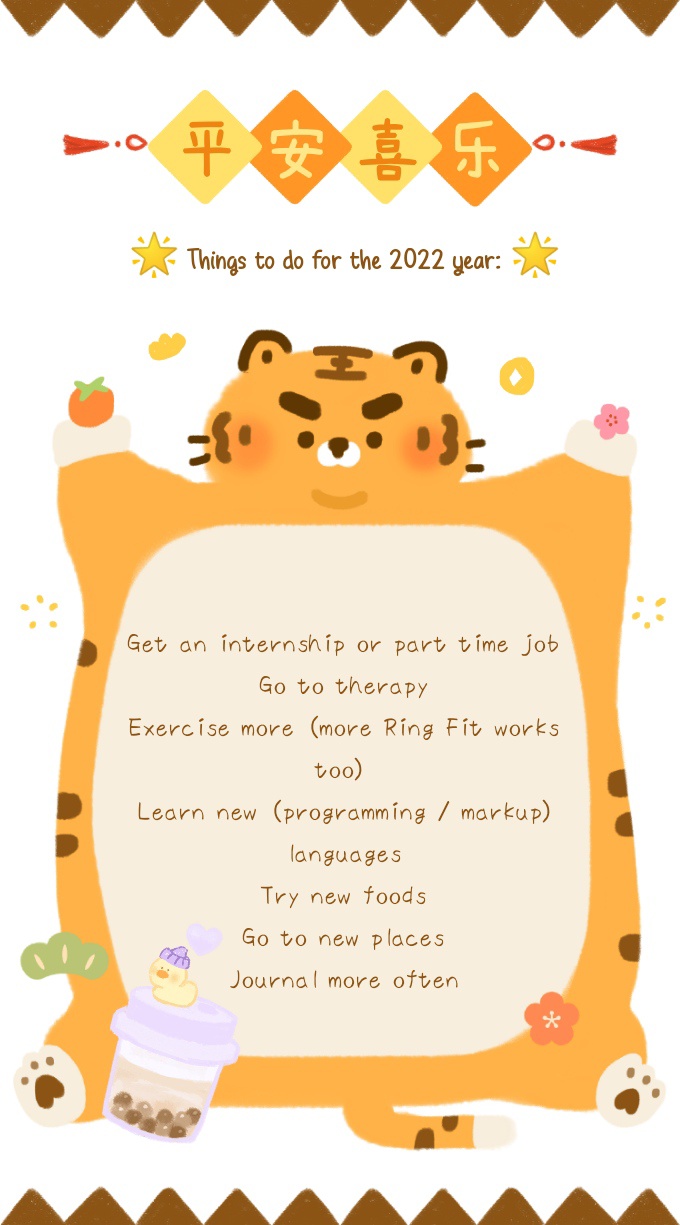 平安喜乐
Things to do for the 2022 year:
王
Get an internship or part time job
Go to therapy
Exercise more (more Ring Fit works
too)
Learn new (programming / markup)
languages
Try new foods
Go to new places
Journal more often